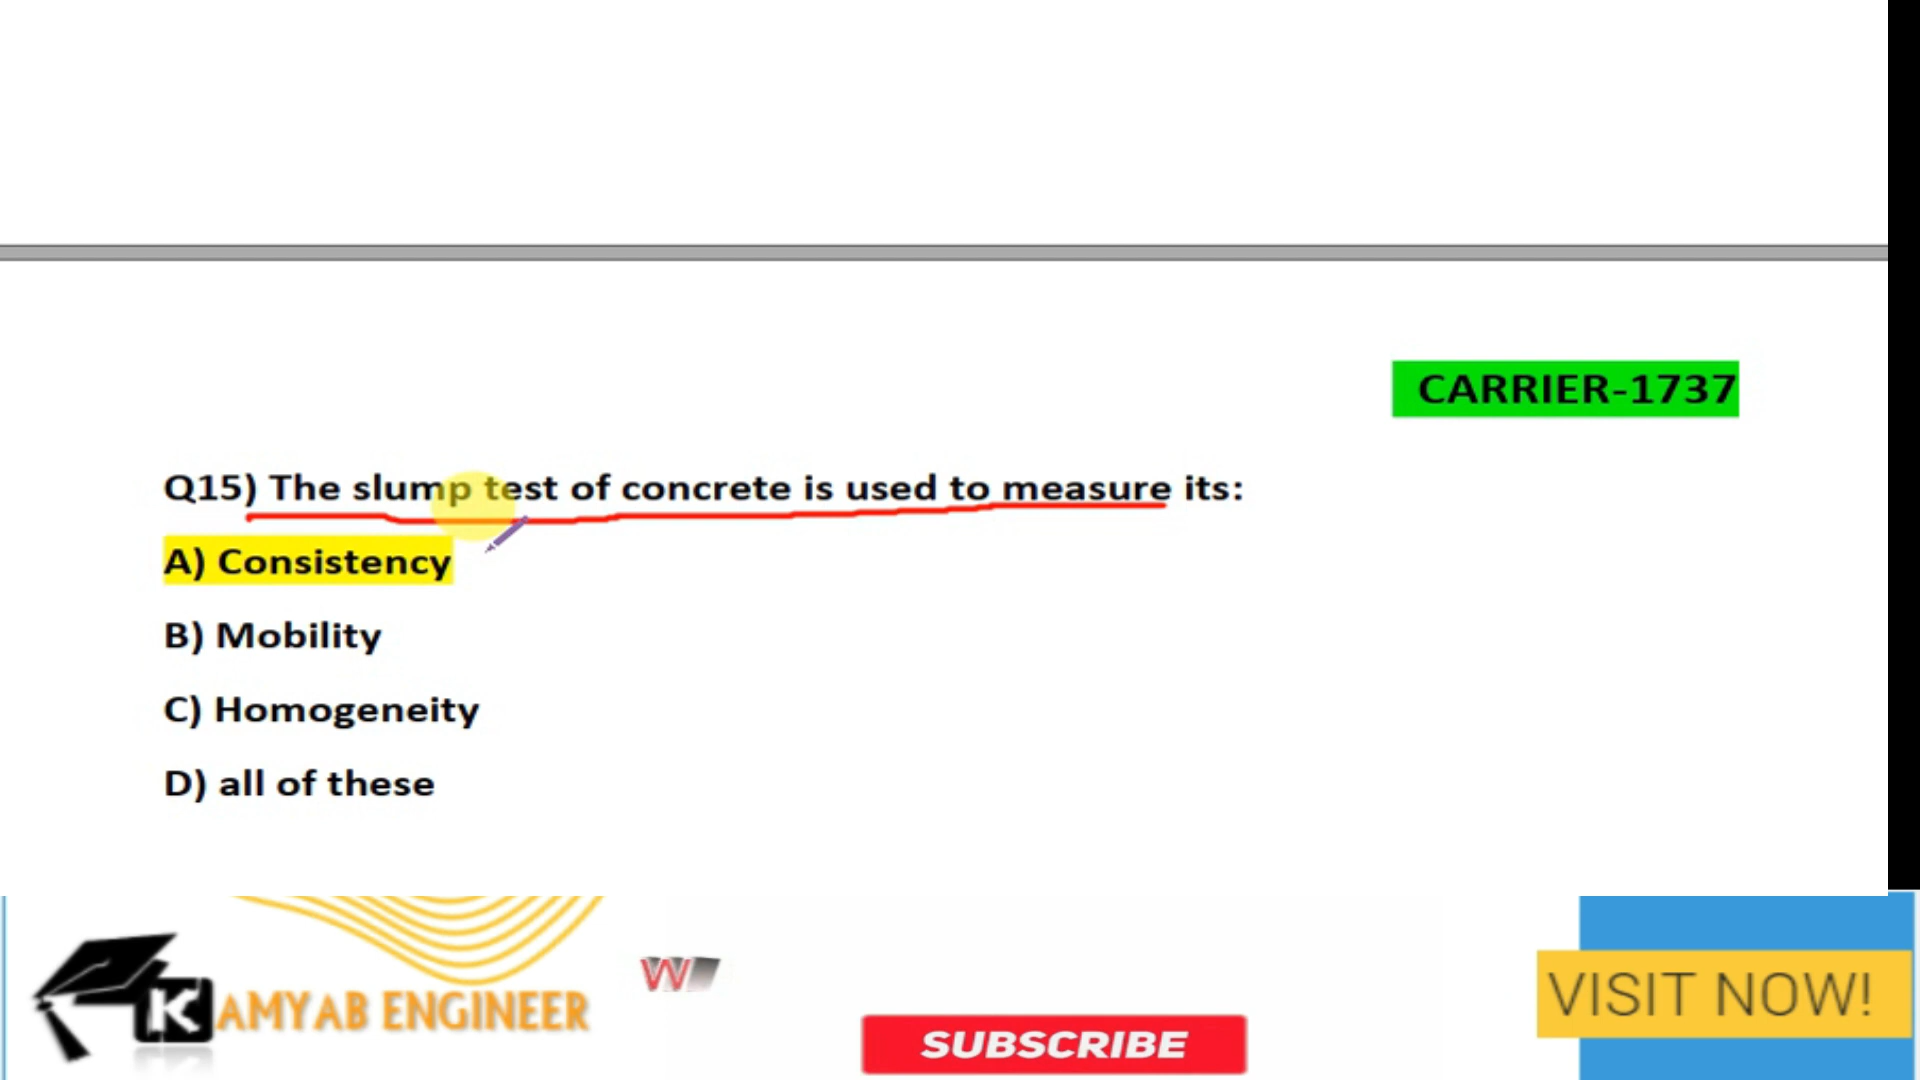 CARRIER-1737
Q15) The slump test of concrete is used to measure its:
A) Consistency
B) Mobility
C) Homogeneity
D) all of these
KAMYAB ENGINEER
W
SUBSCRIBE
VISIT NOW!